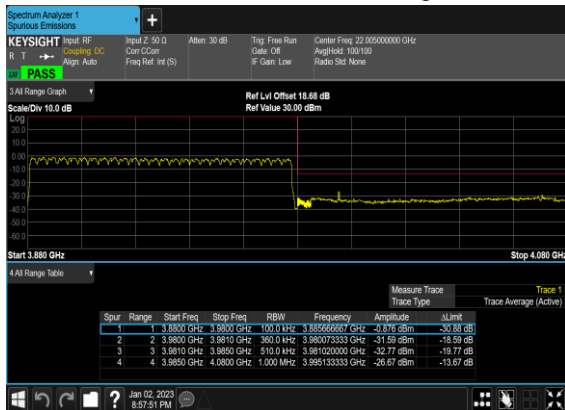 Spectrum Analyzer 1
Spurious Emissions
KEYSIGHT
R T
PASS
Input: RF
Coupling: DC
Align: Auto
Input Z: 50 Ω
Corr CCorr
Freq Ref: Int (S)
Atten: 30 dB
Trig: Free Run
Gate: Off
IF Gain: Low
Center Freq: 22.005000000 GHz
Avg|Hold: 100/100
Radio Std: None
3 All Range Graph
Scale/Div 10.0 dB
Ref Lvl Offset 18.68 dB
Ref Value 30.00 dBm
Log
20.0
10.0
0.00
-10.0
-20.0
-30.0
-40.0
-50.0
-60.0
Start 3.880 GHz
Stop 4.080 GHz
4 All Range Table
Measure Trace Trace 1
Trace Type Trace Average (Active)
Spur Range Start Freq Stop Freq RBW Frequency Amplitude ΔLimit
1 1 3.8800 GHz 3.9800 GHz 100.0 kHz 3.885666667 GHz -0.876 dBm -30.88 dB
2 2 3.9800 GHz 3.9810 GHz 360.0 kHz 3.980073333 GHz -31.59 dBm -18.59 dB
3 3 3.9810 GHz 3.9850 GHz 510.0 kHz 3.981020000 GHz -32.77 dBm -19.77 dB
4 4 3.9850 GHz 4.0800 GHz 1.000 MHz 3.995133333 GHz -26.67 dBm -13.67 dB
Jan 02, 2023
8:57:51 PM